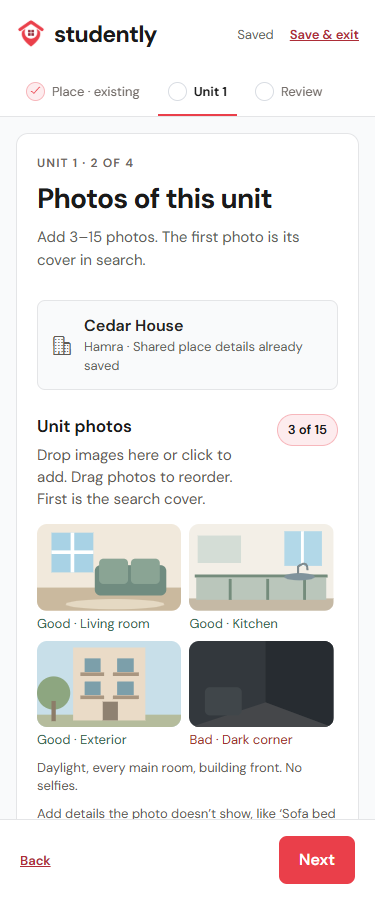 studently
Saved
Save & exit
Place · existing
Unit 1
Review
UNIT 1 · 2 OF 4
Photos of this unit
Add 3–15 photos. The first photo is its
cover in search.
Cedar House
Hamra · Shared place details already
saved
Unit photos
3 of 15
Drop images here or click to
add. Drag photos to reorder.
First is the search cover.
Good · Living room
Good · Kitchen
Good · Exterior
Bad · Dark corner
Daylight, every main room, building front. No
selfies.
Add details the photo doesn’t show, like ‘Sofa bed
Back
Next